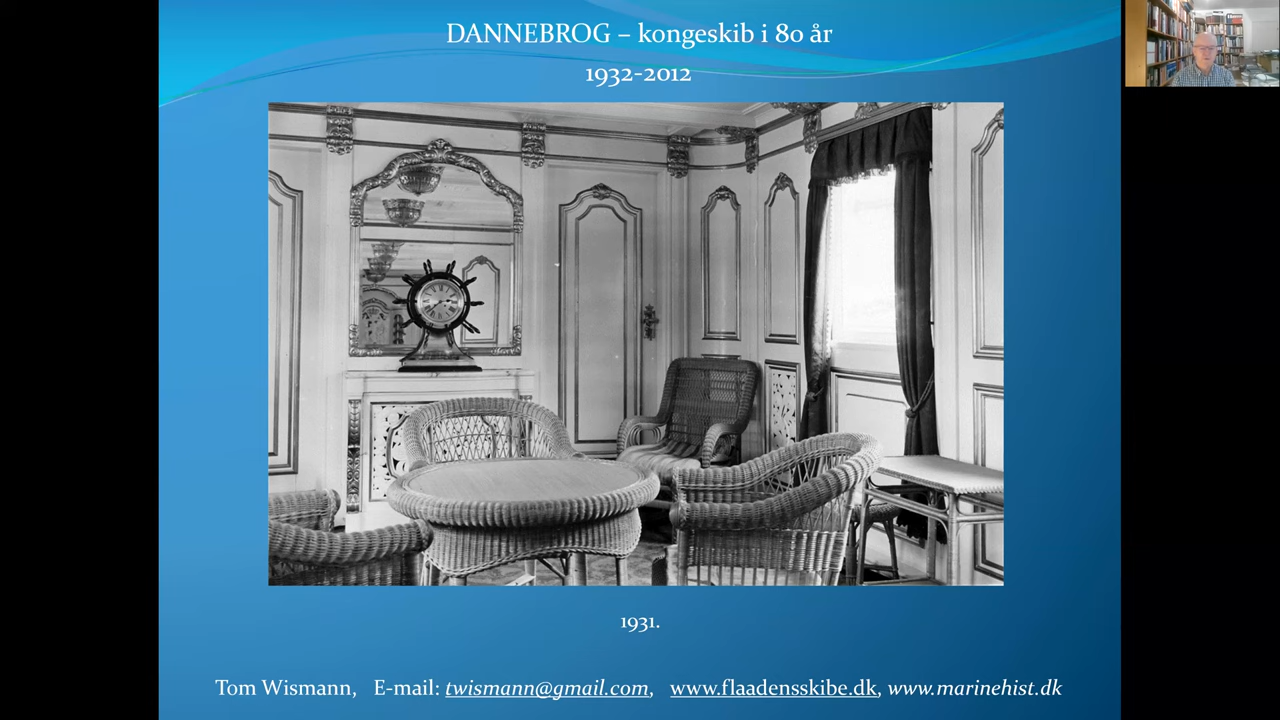 DANNEBROG – kongeskib i 80 år
1932-2012
1931.
Tom Wismann, E-mail: twismann@gmail.com, www.flaadensskibe.dk, www.marinehist.dk